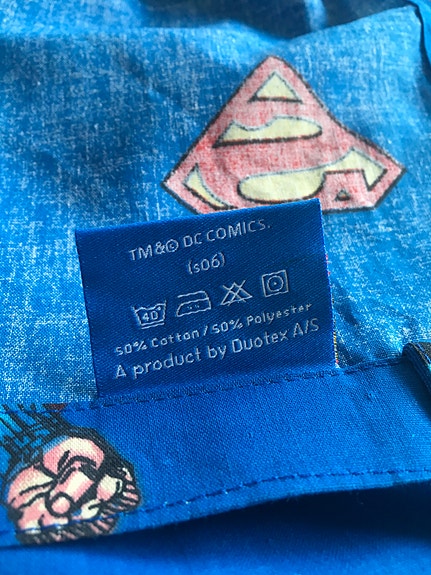 TM&© DC COMICS.
(s06)
40°
50% Cotton / 50% Polyester
A product by Duotex A/S